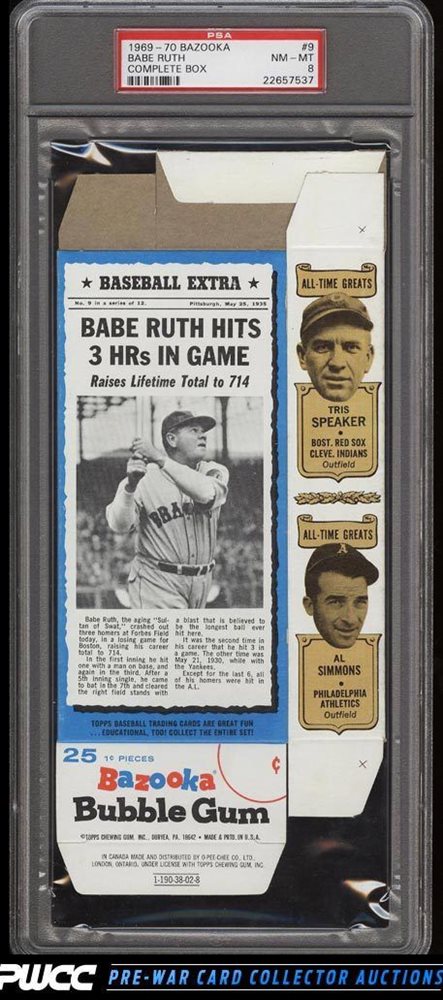 PSA
1969 - 70 BAZOOKA #9
BABE RUTH NM - MT
COMPLETE BOX 8
22657537
★ BASEBALL EXTRA ★
No. 9 in a series of 12. Pittsburgh, May 25, 1935
BABE RUTH HITS
3 HRs IN GAME
Raises Lifetime Total to 714
BRA
Babe Ruth, the aging "Sul-
tan of Swat," crashed out
three homers at Forbes Field
today, in a losing game for
Boston, raising his career
total to 714.
In the first inning he hit
one with a man on base, and
again in the third. After a
5th inning single, he came
to bat in the 7th and cleared
the right field stands with
a blast that is believed to
be the longest ball ever
hit here.
It was the second time in
his career that he hit 3 in
a game. The other time was
May 21, 1930, while with
the Yankees.
Except for the last 6, all
of his homers were hit in
the A.L.
TOPPS BASEBALL TRADING CARDS ARE GREAT FUN
. . . EDUCATIONAL, TOO! COLLECT THE ENTIRE SET!
25 1¢ PIECES
¢
Bazooka
Bubble Gum
©TOPPS CHEWING GUM, INC., DURYEA, PA. 18642 • MADE & PRTD. IN U.S.A.
IN CANADA MADE AND DISTRIBUTED BY O-PEE-CHEE CO., LTD.,
LONDON, ONTARIO, UNDER LICENSE WITH TOPPS CHEWING GUM, INC.
1-190-38-02-8
x
ALL-TIME GREATS
TRIS
SPEAKER
•
BOST. RED SOX
CLEVE. INDIANS
Outfield
ALL-TIME GREATS
A
AL
SIMMONS
•
PHILADELPHIA
ATHLETICS
Outfield
x
PWCC PRE-WAR CARD COLLECTOR AUCTIONS